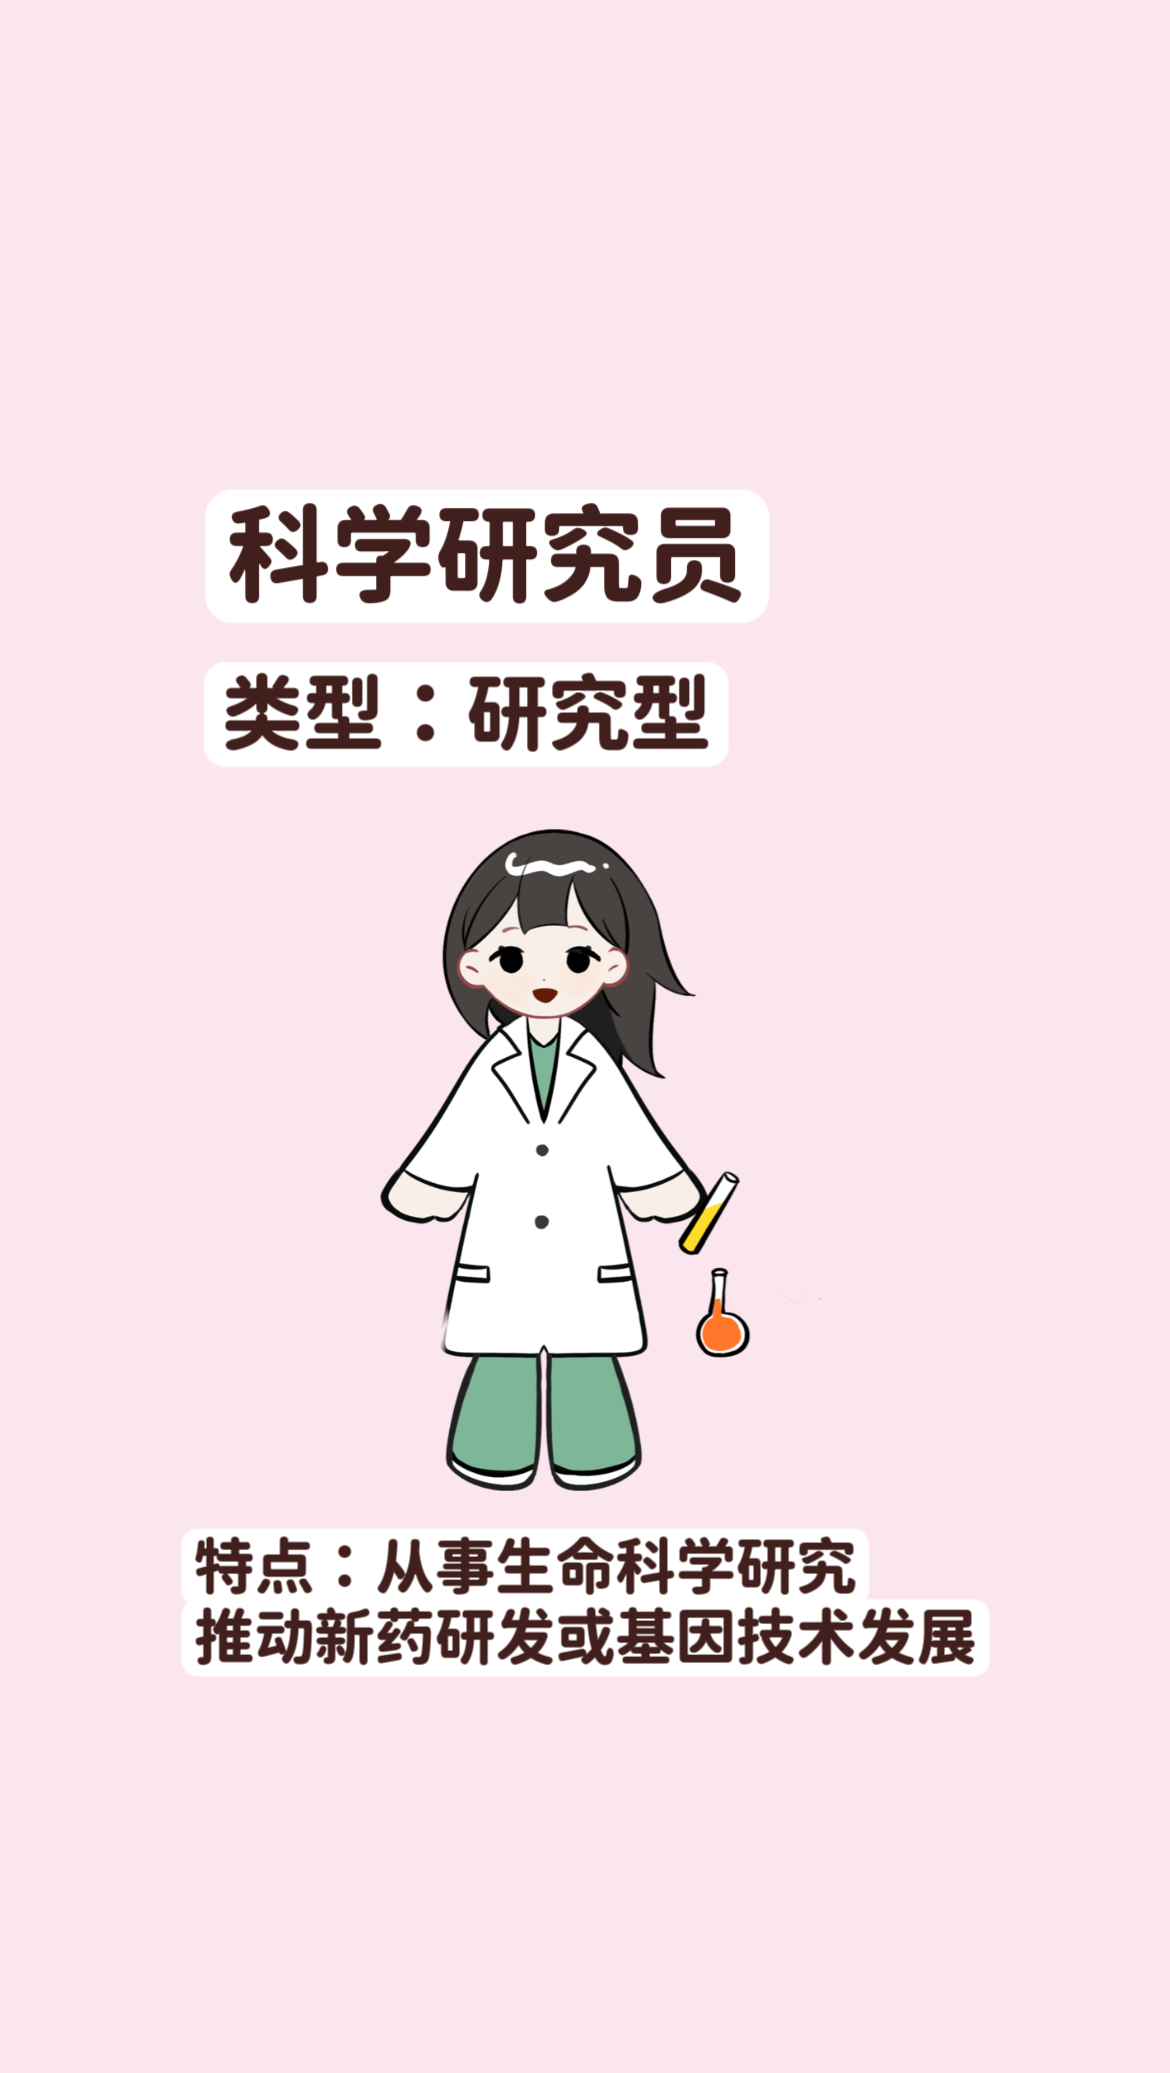 科学研究员
类型：研究型
特点：从事生命科学研究
推动新药研发或基因技术发展